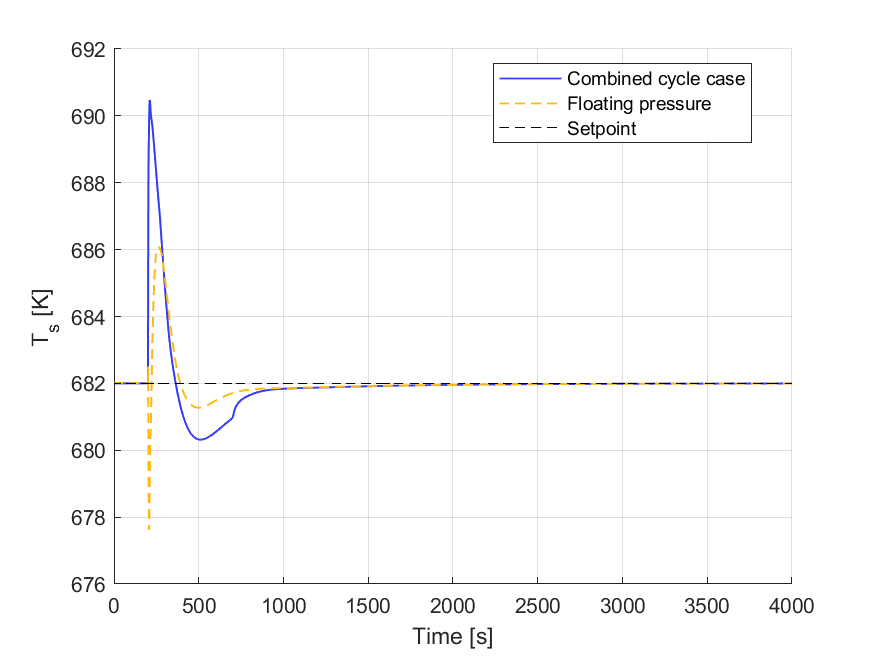 692
690
688
686
684
682
680
678
676
T_s [K]
0 500 1000 1500 2000 2500 3000 3500 4000
Time [s]
Combined cycle case
Floating pressure
Setpoint